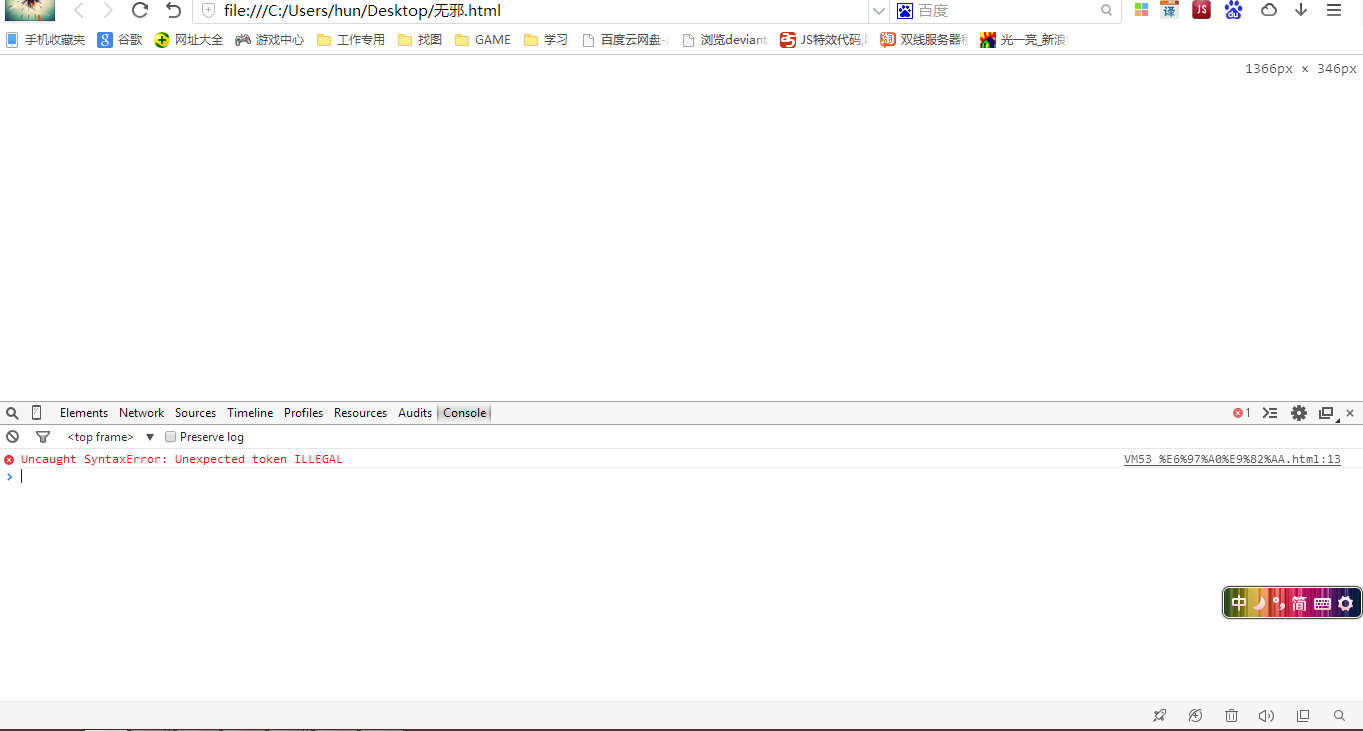 file:///C:/Users/hun/Desktop/无邪.html 百度 译 JS du
手机收藏夹 谷歌 网址大全 游戏中心 工作专用 找图 GAME 学习 百度云网盘- 浏览deviant JS特效代码, 双线服务器 光一亮_新浪
1366px × 346px
Elements Network Sources Timeline Profiles Resources Audits Console 1
<top frame> ▼ Preserve log
Uncaught SyntaxError: Unexpected token ILLEGAL VM53 %E6%97%A0%E9%82%AA.html:13
>
中 简